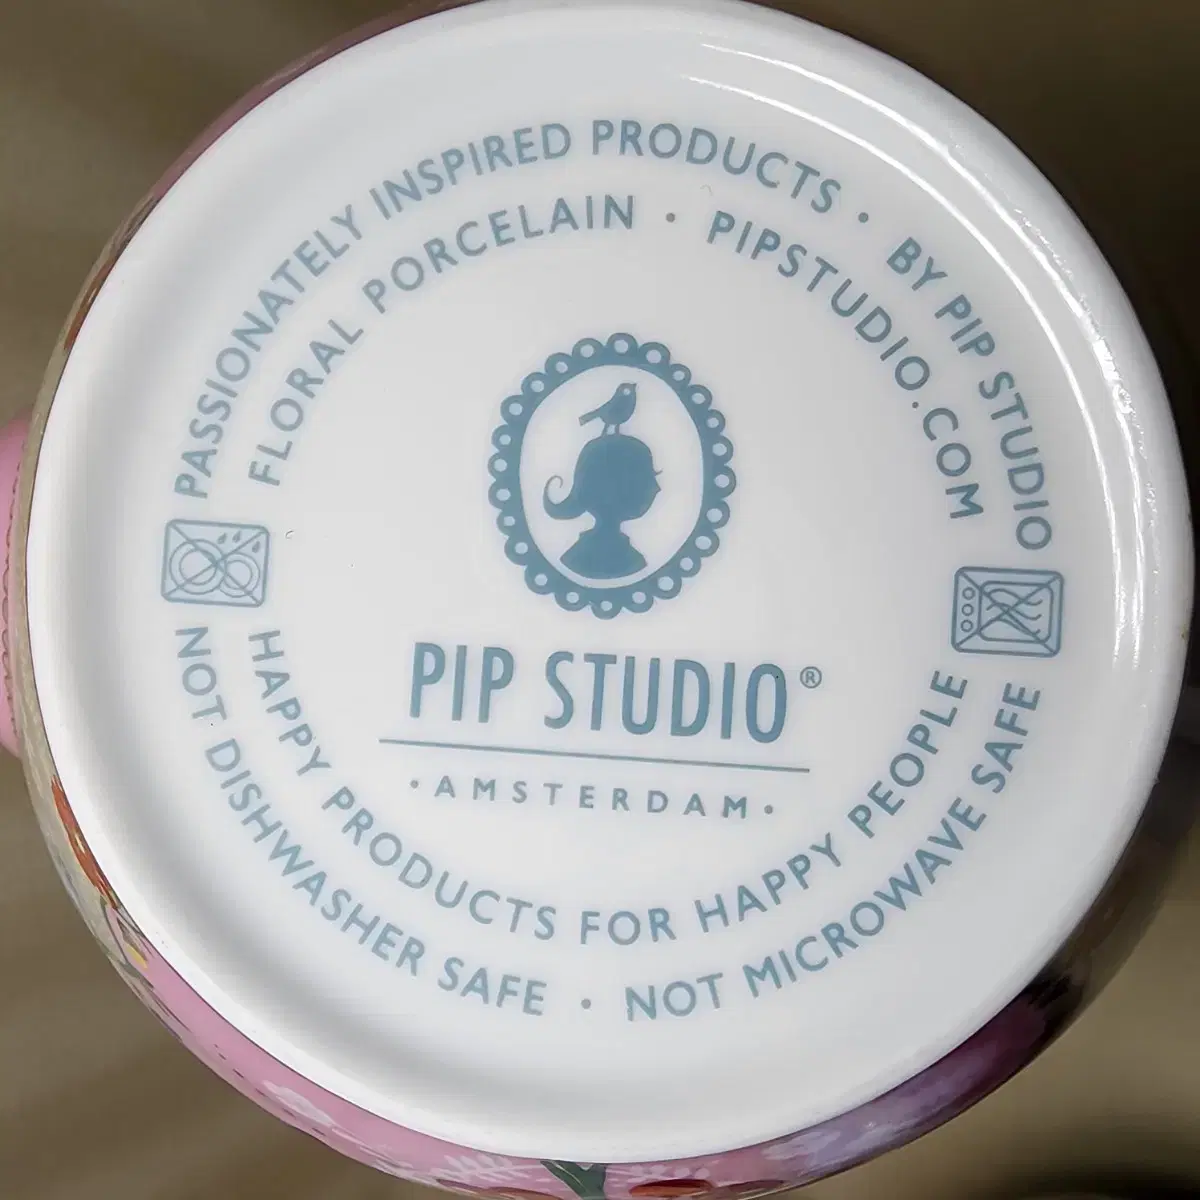 PASSIONATELY INSPIRED PRODUCTS · BY PIP STUDIO
FLORAL PORCELAIN · PIPSTUDIO.COM
PIP STUDIO®
·AMSTERDAM·
HAPPY PRODUCTS FOR HAPPY PEOPLE
NOT DISHWASHER SAFE · NOT MICROWAVE SAFE